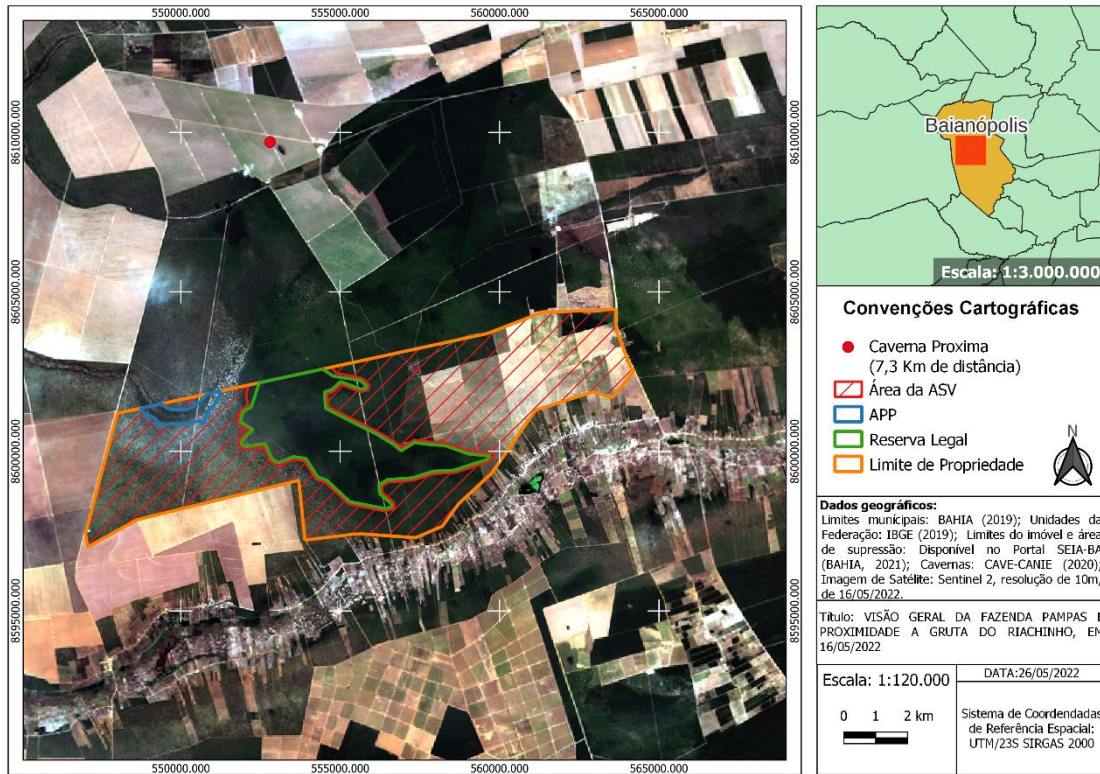 550000.000 555000.000 560000.000 565000.000
8610000.000
8605000.000
8600000.000
8595000.000
8610000.000
8605000.000
8600000.000
8595000.000
550000.000 555000.000 560000.000 565000.000
Baianópolis
Escala: 1:3.000.000
Convenções Cartográficas
Caverna Proxima
(7,3 Km de distância)
Área da ASV
APP
Reserva Legal
Limite de Propriedade
N
Dados geográficos:
Limites municipais: BAHIA (2019); Unidades da
Federação: IBGE (2019); Limites do imóvel e área
de supressão: Disponível no Portal SEIA-BA
(BAHIA, 2021); Cavernas: CAVE-CANIE (2020);
Imagem de Satélite: Sentinel 2, resolução de 10m,
de 16/05/2022.
Título: VISÃO GERAL DA FAZENDA PAMPAS E
PROXIMIDADE A GRUTA DO RIACHINHO, EM
16/05/2022
Escala: 1:120.000
0 1 2 km
DATA:26/05/2022
Sistema de Coordendadas
de Referência Espacial:
UTM/23S SIRGAS 2000